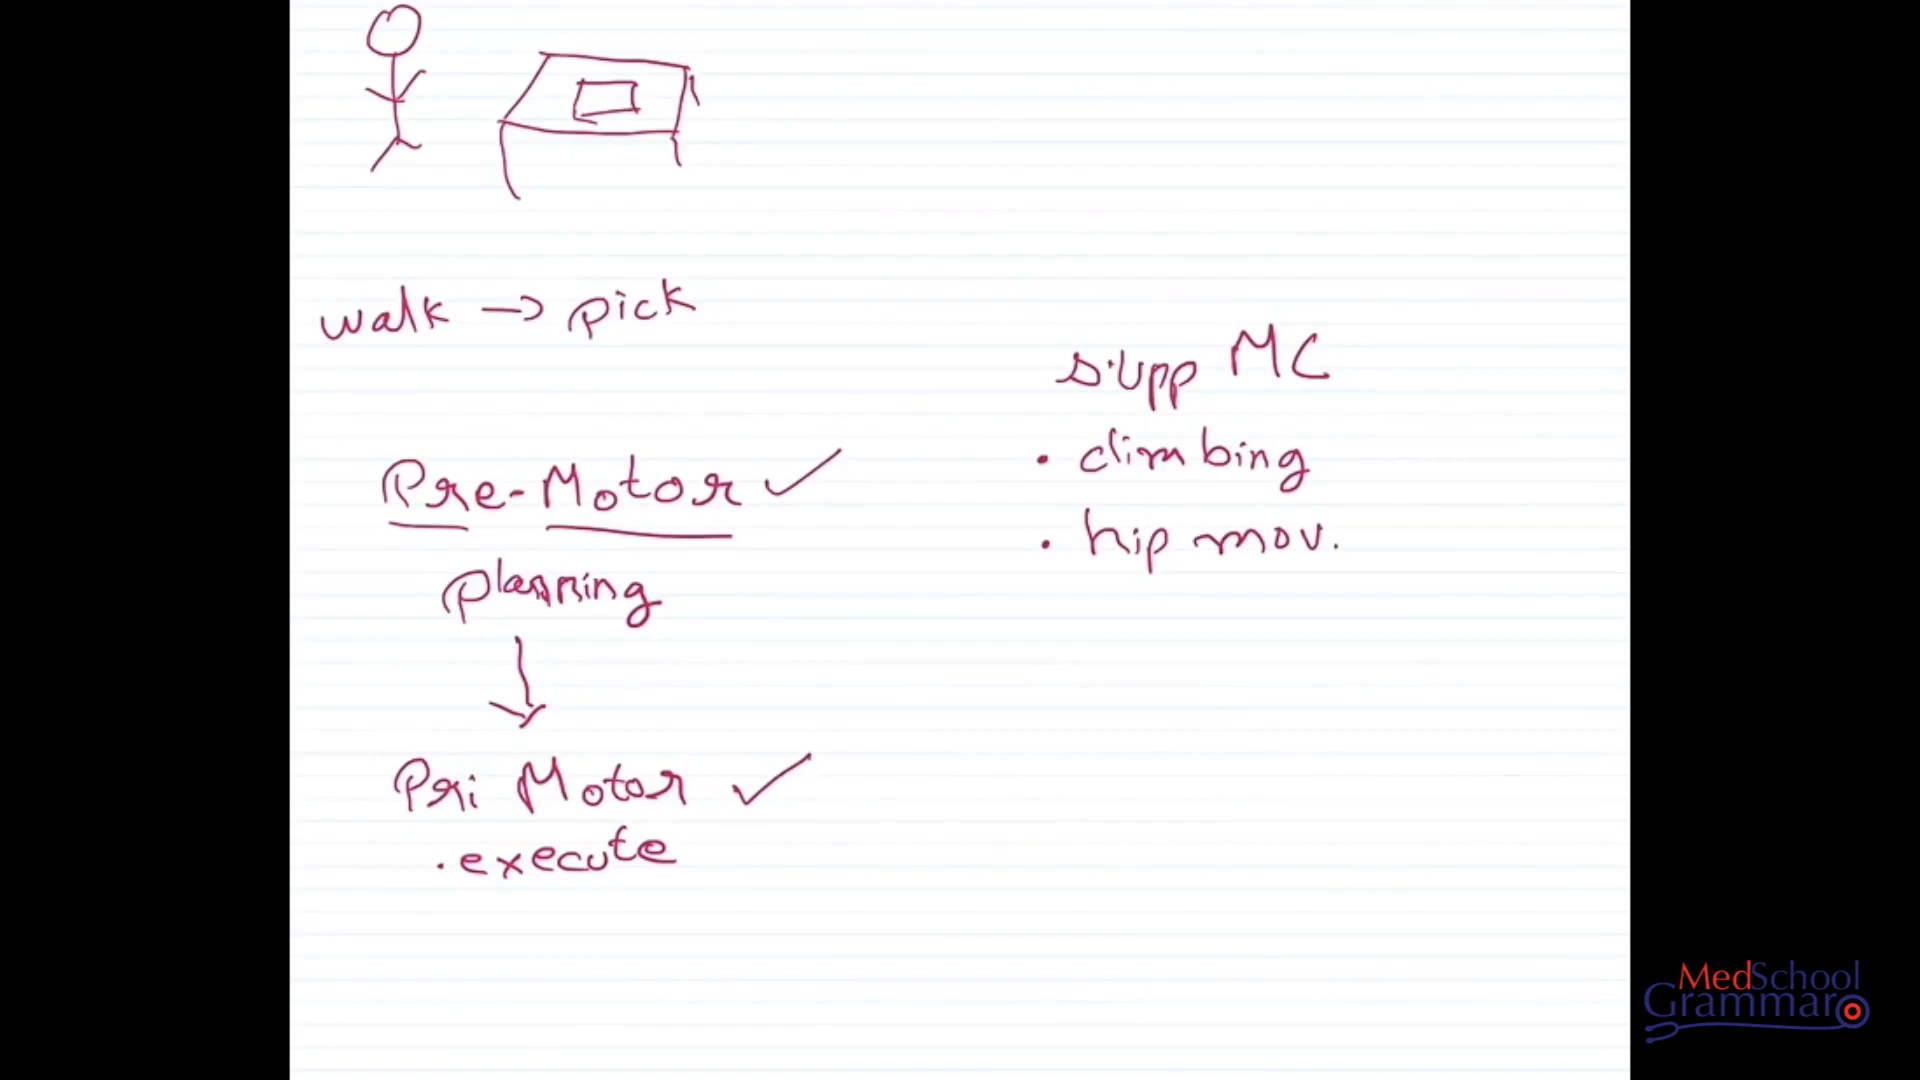 walk → pick
Pre-Motor ✓
planning
↓
Pri Motor ✓
. execute
supp MC
• climbing
• hip mov.
MedSchool
Grammar